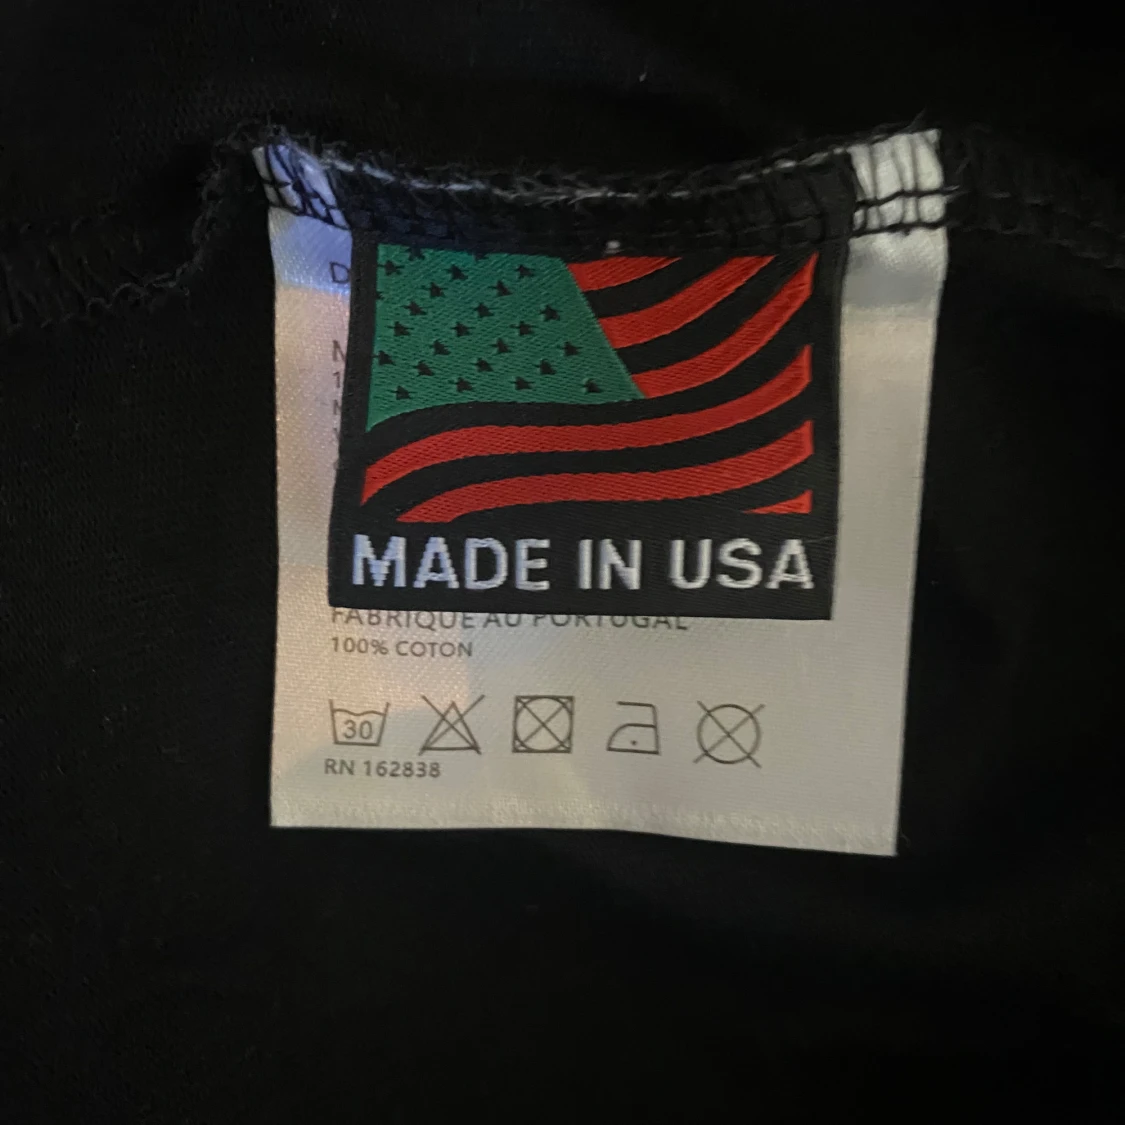 MADE IN USA
FABRIQUE AU PORTUGAL
100% COTON
30
RN 162838